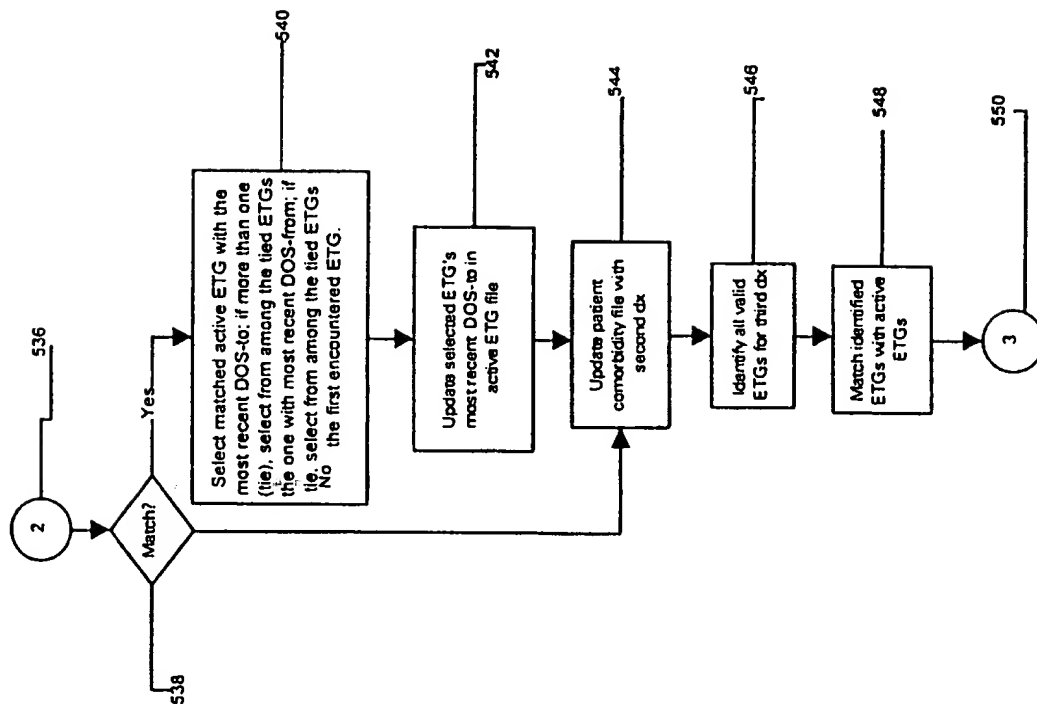 536
2
Match?
538
Yes
540
Select matched active ETG with the
most recent DOS-to; if more than one
(tie), select from among the tied ETGs
the one with most recent DOS-from; if
tie, select from among the tied ETGs
No the first encountered ETG.
542
Update selected ETG's
most recent DOS-to in
active ETG file
544
Update patient
comorbidity file with
second dx
546
Identify all valid
ETGs for third dx
548
Match identified
ETGs with active
ETGs
550
3